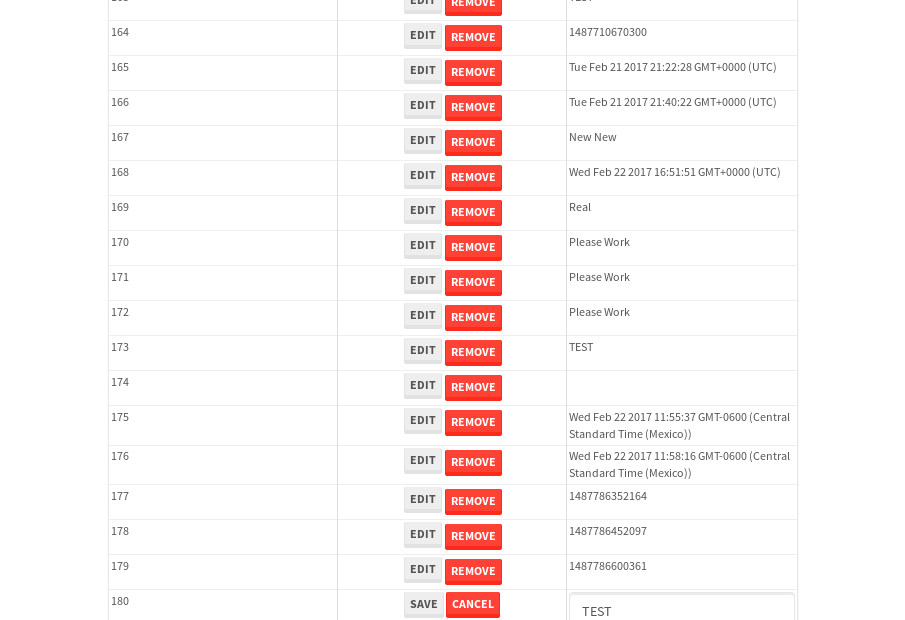 EDIT REMOVE
164 EDIT REMOVE 1487710670300
165 EDIT REMOVE Tue Feb 21 2017 21:22:28 GMT+0000 (UTC)
166 EDIT REMOVE Tue Feb 21 2017 21:40:22 GMT+0000 (UTC)
167 EDIT REMOVE New New
168 EDIT REMOVE Wed Feb 22 2017 16:51:51 GMT+0000 (UTC)
169 EDIT REMOVE Real
170 EDIT REMOVE Please Work
171 EDIT REMOVE Please Work
172 EDIT REMOVE Please Work
173 EDIT REMOVE TEST
174 EDIT REMOVE
175 EDIT REMOVE Wed Feb 22 2017 11:55:37 GMT-0600 (Central
Standard Time (Mexico))
176 EDIT REMOVE Wed Feb 22 2017 11:58:16 GMT-0600 (Central
Standard Time (Mexico))
177 EDIT REMOVE 1487786352164
178 EDIT REMOVE 1487786452097
179 EDIT REMOVE 1487786600361
180 SAVE CANCEL TEST